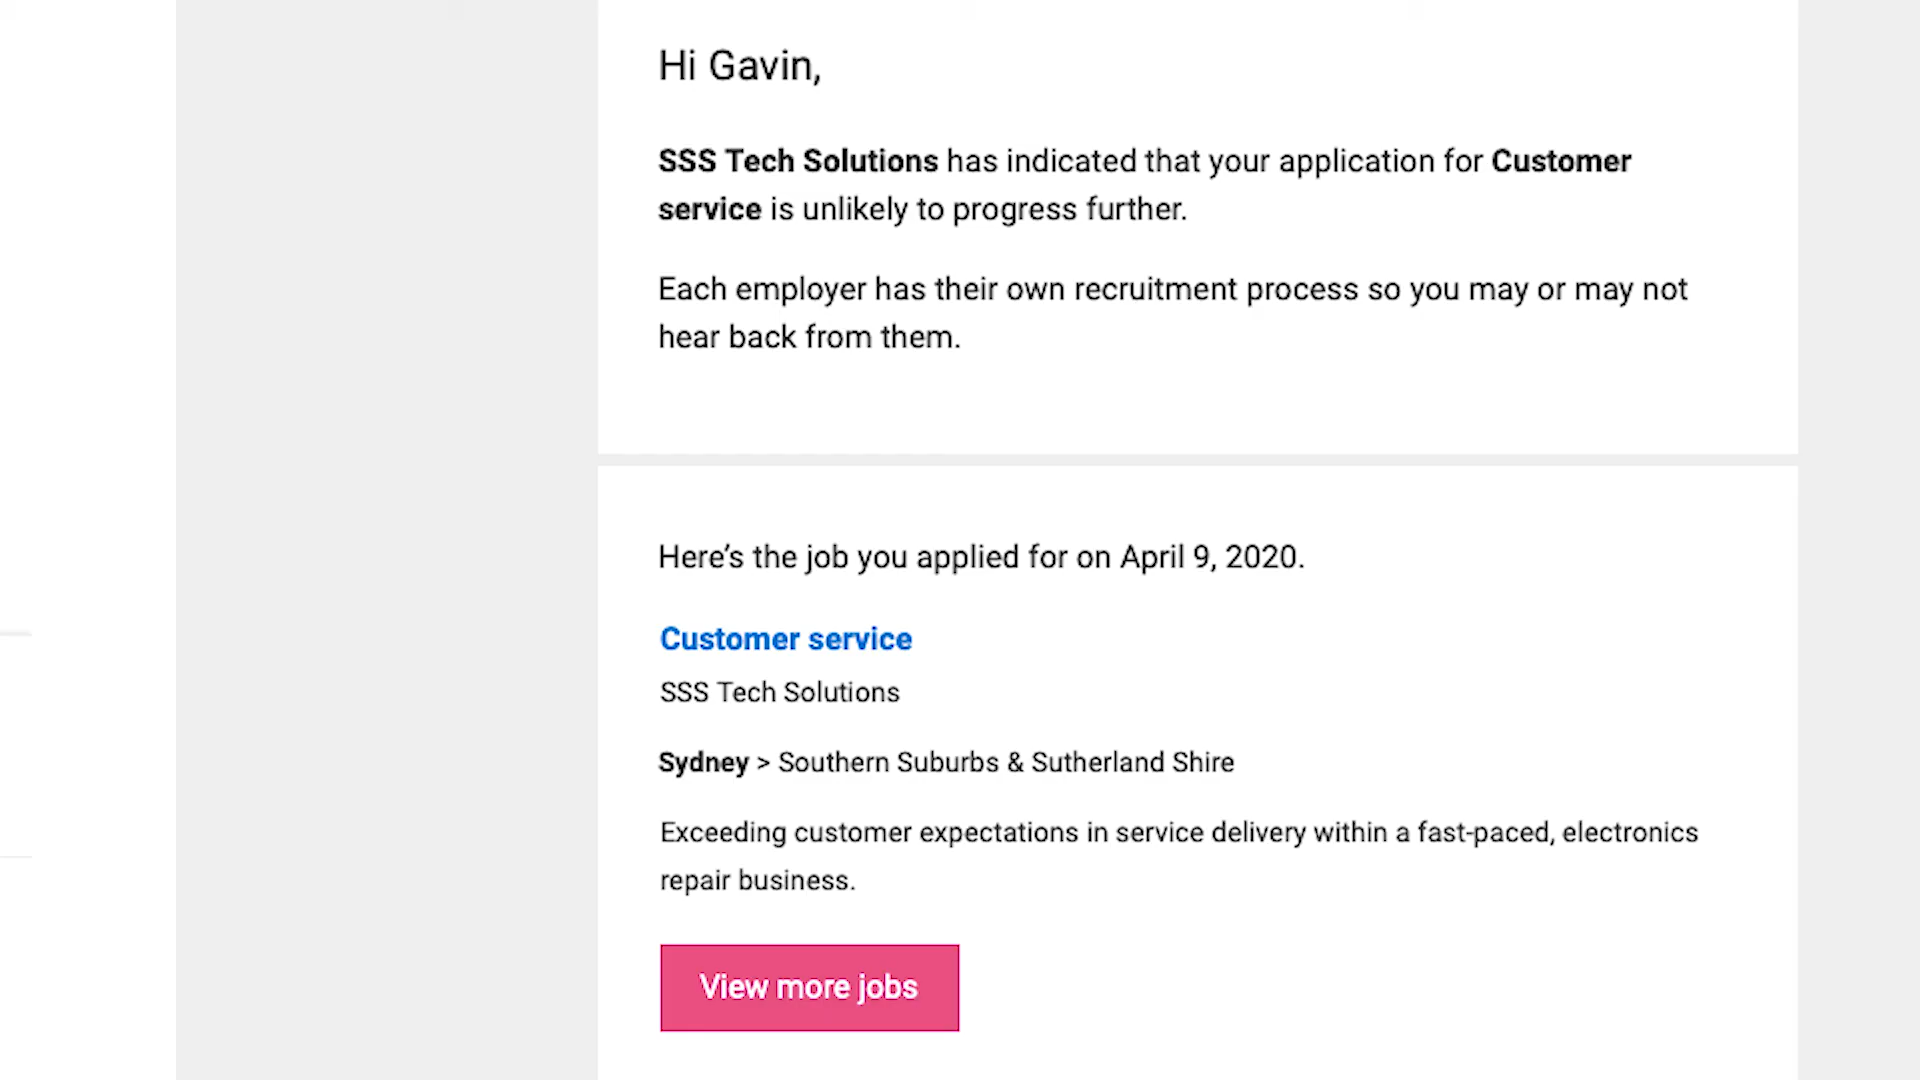 Hi Gavin,
SSS Tech Solutions has indicated that your application for Customer
service is unlikely to progress further.
Each employer has their own recruitment process so you may or may not
hear back from them.
Here’s the job you applied for on April 9, 2020.
Customer service
SSS Tech Solutions
Sydney > Southern Suburbs & Sutherland Shire
Exceeding customer expectations in service delivery within a fast-paced, electronics
repair business.
View more jobs